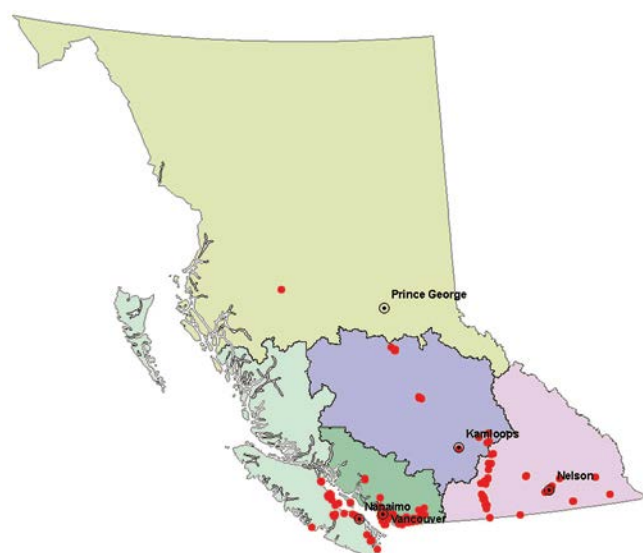 Prince George
Kamloops
Nelson
Nanaimo
Vancouver